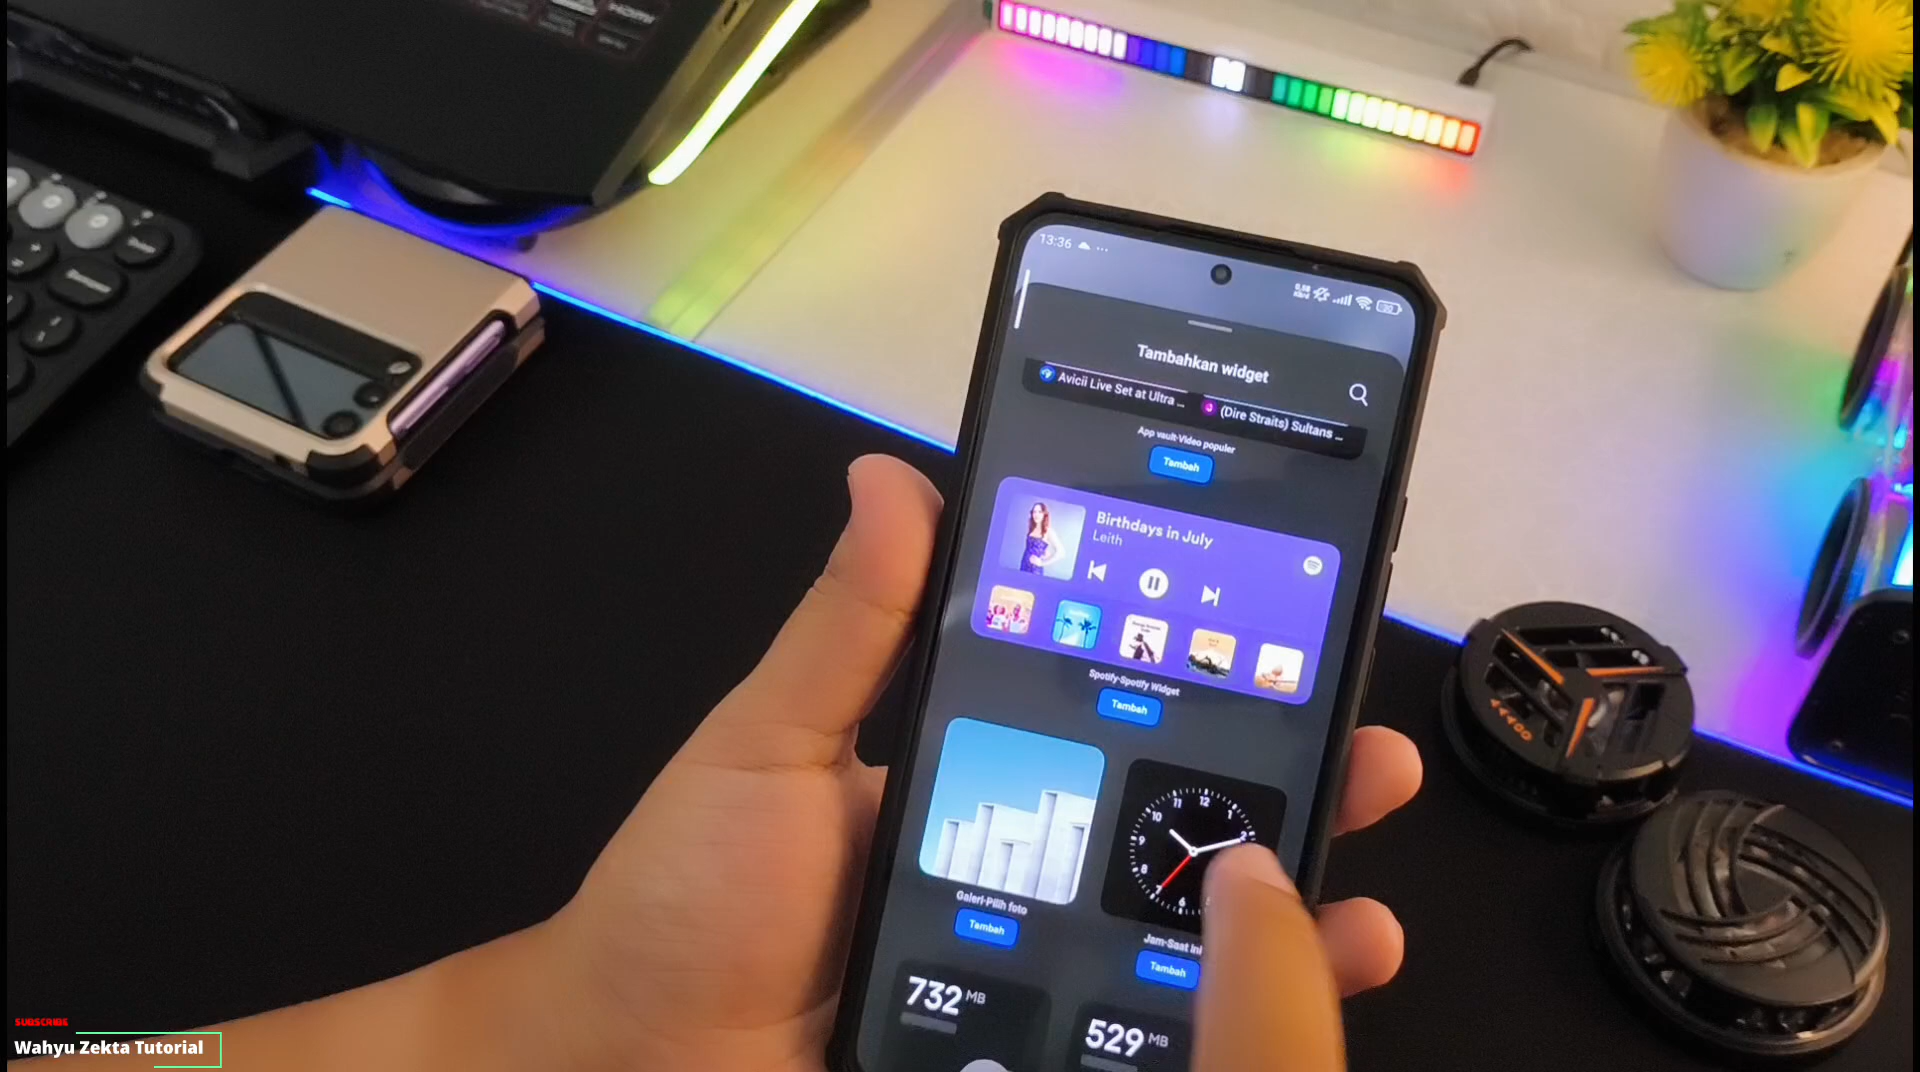 13:36
Tambahkan widget
Avicii Live Set at Ultra ...
(Dire Straits) Sultans ...
App vault·Video populer
Tambah
Birthdays in July
Leith
Spotify·Spotify Widget
Tambah
12
1
2
6
7
8
9
10
11
Galeri·Pilih foto
Tambah
Jam·Saat ini
Tambah
732 MB
529 MB
SUBSCRIBE
Wahyu Zekta Tutorial